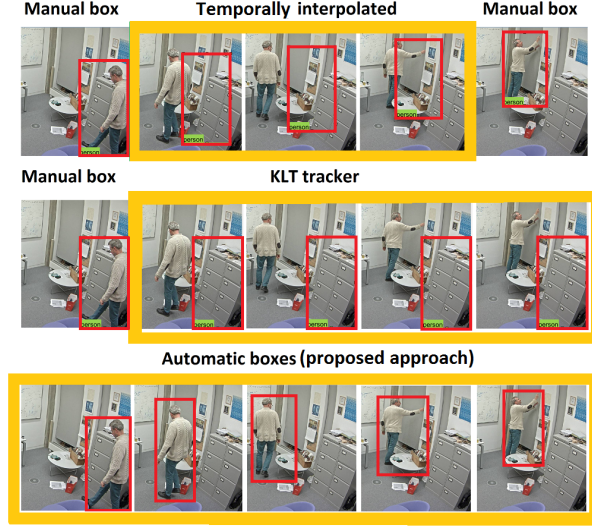 Manual box Temporally interpolated Manual box
person person person person person
Manual box KLT tracker
person person person person person
Automatic boxes (proposed approach)